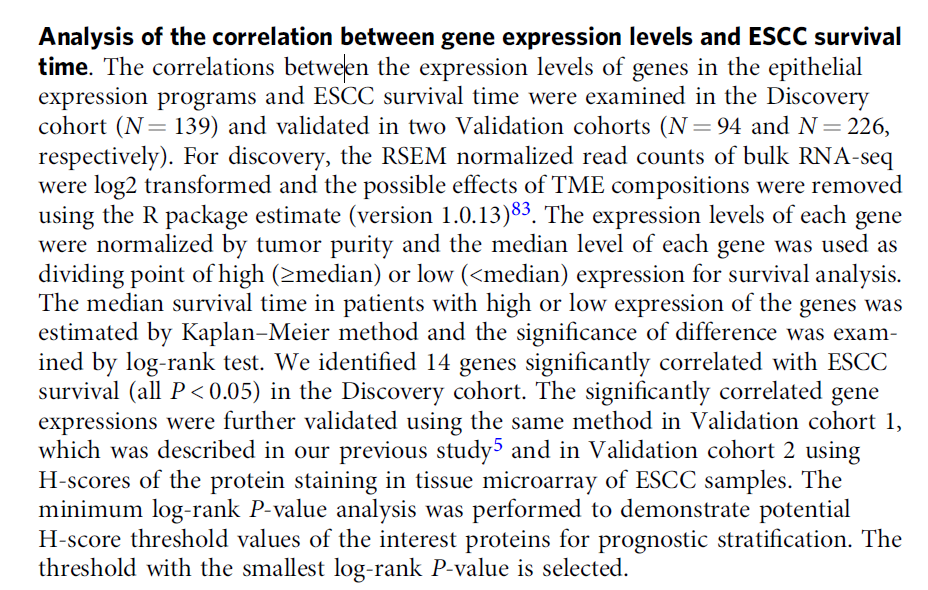 Analysis of the correlation between gene expression levels and ESCC survival
time. The correlations between the expression levels of genes in the epithelial
expression programs and ESCC survival time were examined in the Discovery
cohort (N = 139) and validated in two Validation cohorts (N = 94 and N = 226,
respectively). For discovery, the RSEM normalized read counts of bulk RNA-seq
were log2 transformed and the possible effects of TME compositions were removed
using the R package estimate (version 1.0.13)83. The expression levels of each gene
were normalized by tumor purity and the median level of each gene was used as
dividing point of high (≥median) or low (<median) expression for survival analysis.
The median survival time in patients with high or low expression of the genes was
estimated by Kaplan–Meier method and the significance of difference was exam-
ined by log-rank test. We identified 14 genes significantly correlated with ESCC
survival (all P < 0.05) in the Discovery cohort. The significantly correlated gene
expressions were further validated using the same method in Validation cohort 1,
which was described in our previous study5 and in Validation cohort 2 using
H-scores of the protein staining in tissue microarray of ESCC samples. The
minimum log-rank P-value analysis was performed to demonstrate potential
H-score threshold values of the interest proteins for prognostic stratification. The
threshold with the smallest log-rank P-value is selected.